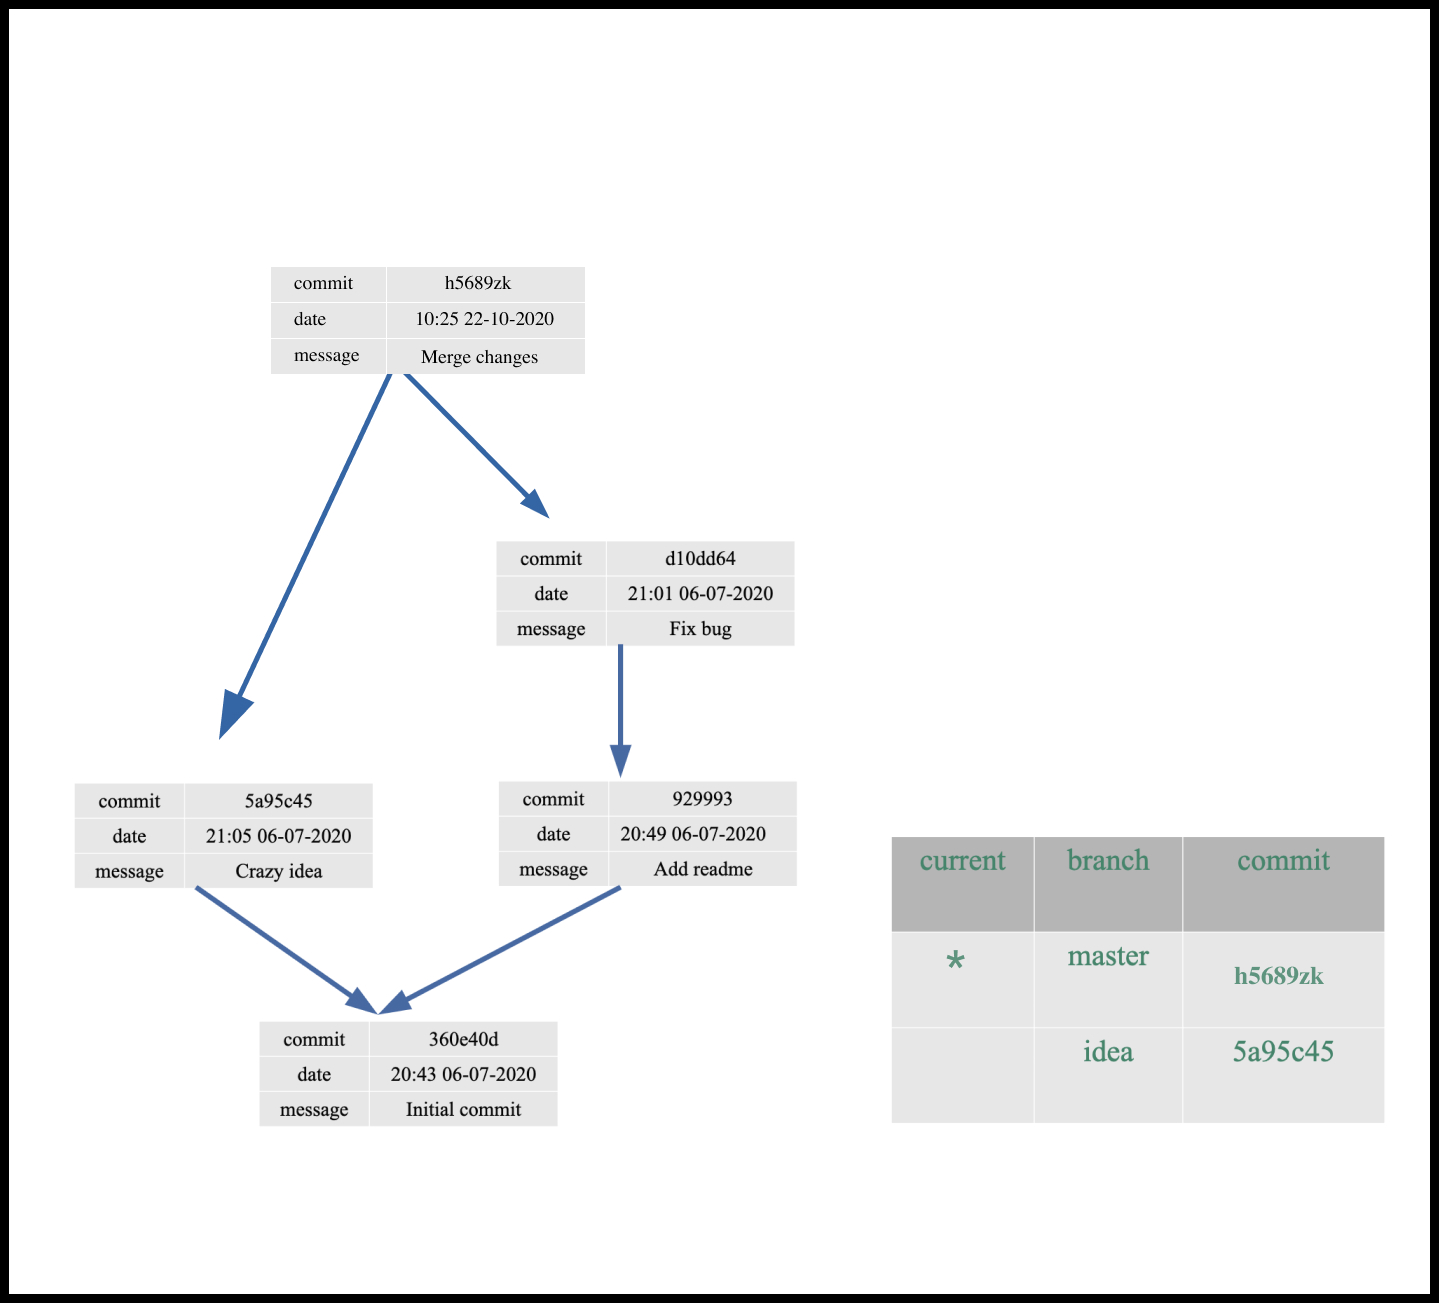 commit h5689zk
date 10:25 22-10-2020
message Merge changes
commit d10dd64
date 21:01 06-07-2020
message Fix bug
commit 5a95c45
date 21:05 06-07-2020
message Crazy idea
commit 929993
date 20:49 06-07-2020
message Add readme
commit 360e40d
date 20:43 06-07-2020
message Initial commit
current branch commit
* master h5689zk
idea 5a95c45